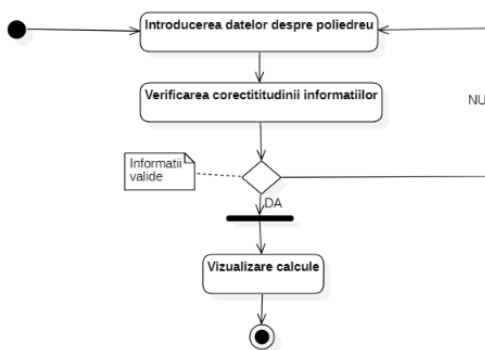 Introducerea datelor despre poliedreu
Verificarea corectititudinii informatiilor
NU
Informatii
valide
DA
Vizualizare calcule